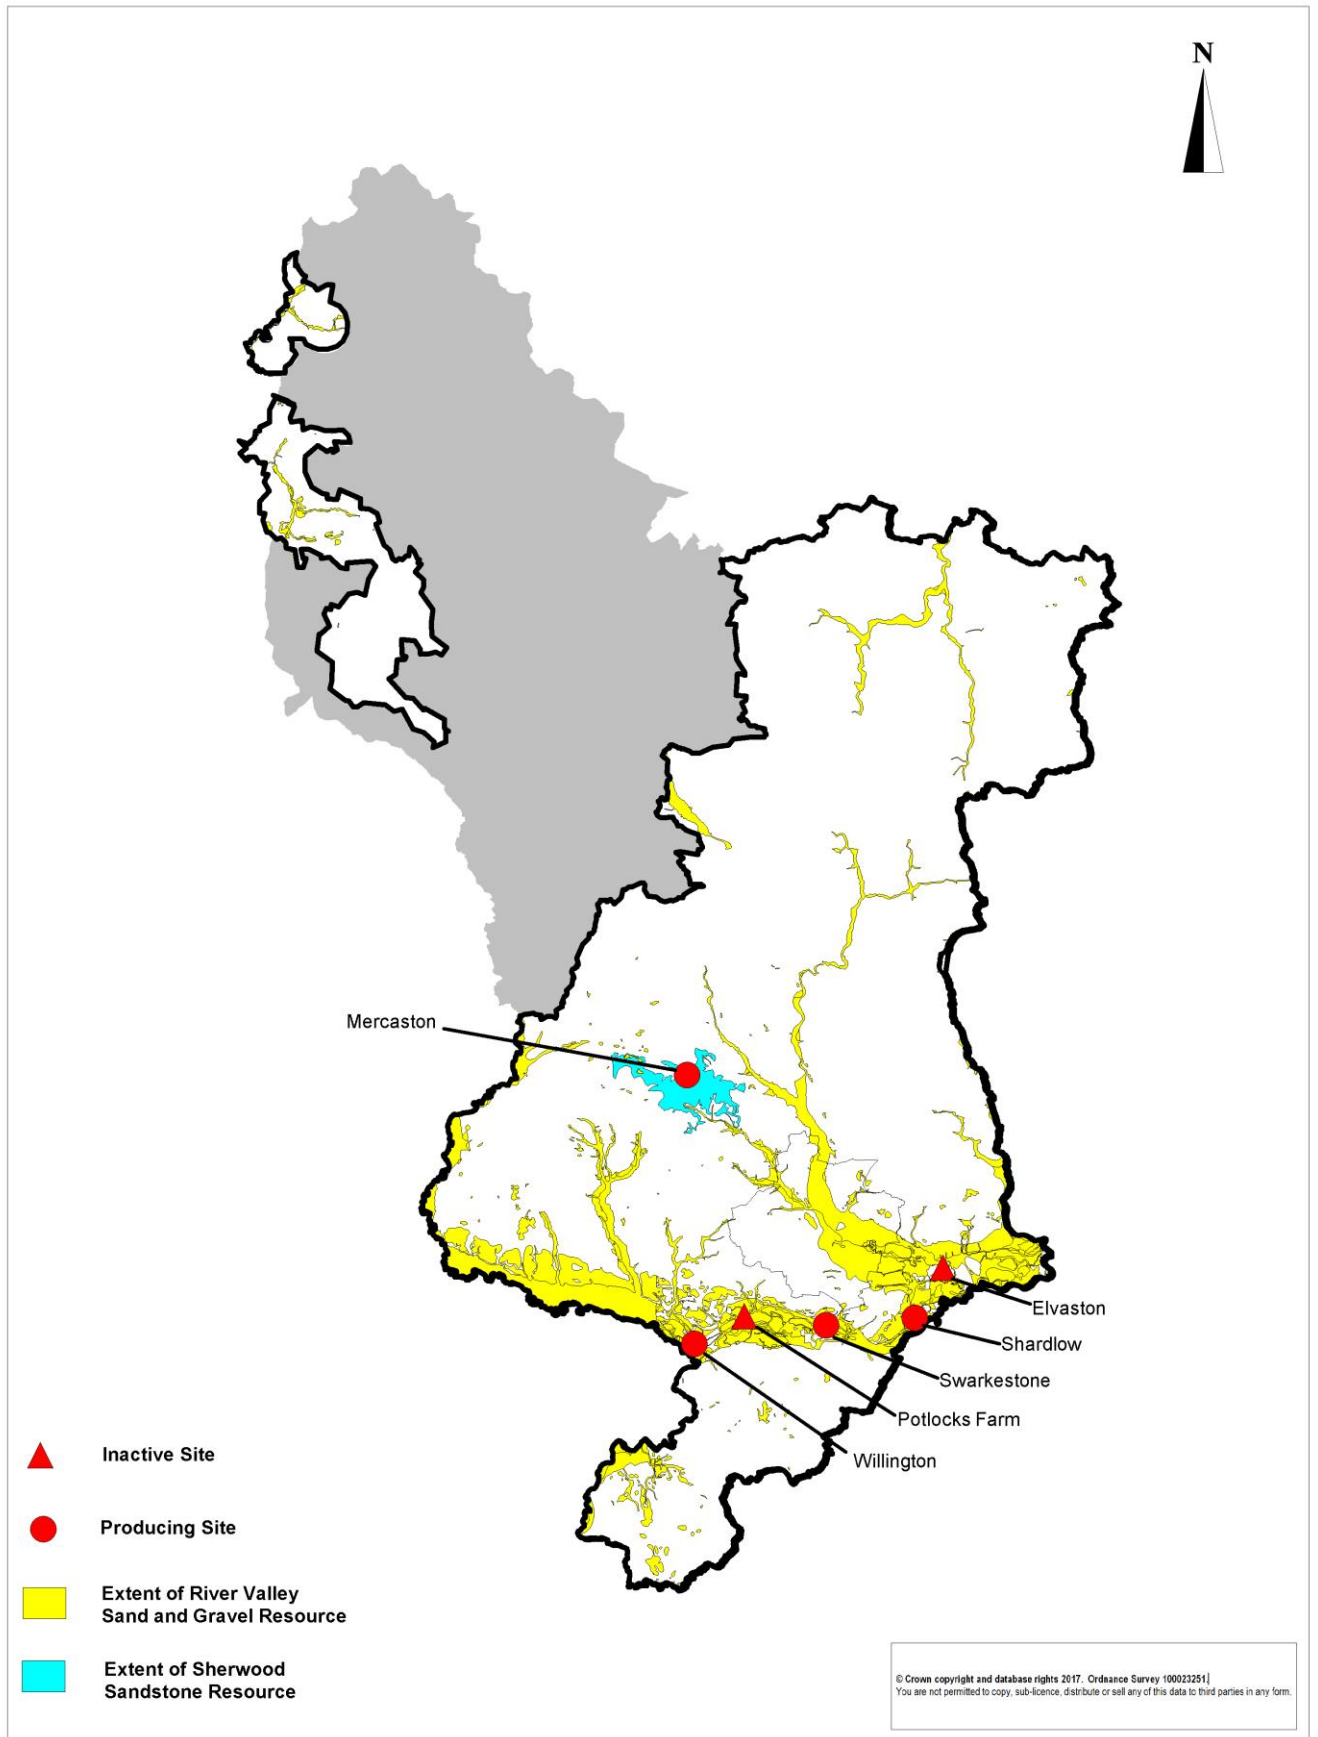 N
Mercaston
Elvaston
Shardlow
Swarkestone
Potlocks Farm
Willington
Inactive Site
Producing Site
Extent of River Valley
Sand and Gravel Resource
Extent of Sherwood
Sandstone Resource
© Crown copyright and database rights 2017. Ordnance Survey 100023251.
You are not permitted to copy, sub-licence, distribute or sell any of this data to third parties in any form.